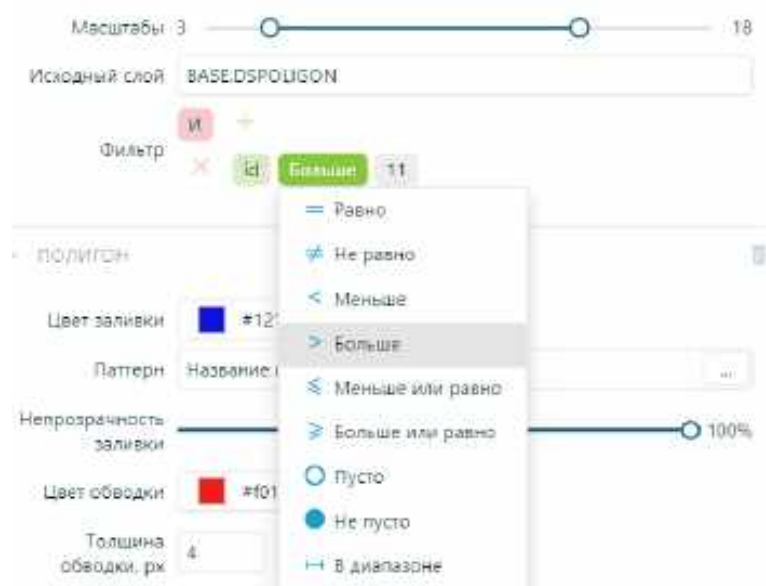 Масштабы 3 18
Исходный слой BASE.DSPOLIGON
И +
Фильтр
× id Больше 11
= Равно
ПОЛИГОН
≠ Не равно
< Меньше
Цвет заливки #12
> Больше
Паттерн Название ...
⩽ Меньше или равно
Непрозрачность
заливки
⩾ Больше или равно
100%
Пусто
Цвет обводки #f01
Не пусто
Толщина
обводки, px
4
В диапазоне